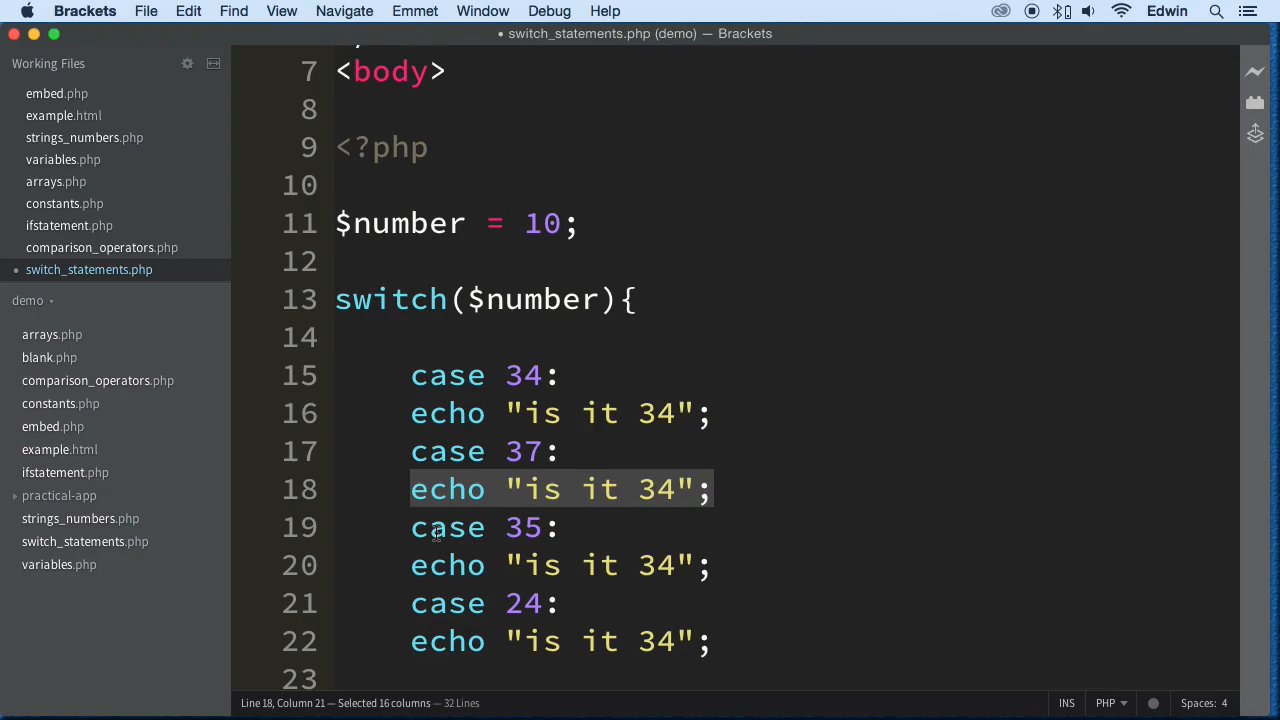 Brackets File Edit Find View Navigate Emmet Window Debug Help Edwin
• switch_statements.php (demo) — Brackets
Working Files
embed.php
example.html
strings_numbers.php
variables.php
arrays.php
constants.php
ifstatement.php
comparison_operators.php
• switch_statements.php
demo
arrays.php
blank.php
comparison_operators.php
constants.php
embed.php
example.html
ifstatement.php
practical-app
strings_numbers.php
switch_statements.php
variables.php
7 <body>
8
9 <?php
10
11 $number = 10;
12
13 switch($number){
14
15 case 34:
16 echo "is it 34";
17 case 37:
18 echo "is it 34";
19 case 35:
20 echo "is it 34";
21 case 24:
22 echo "is it 34";
23
Line 18, Column 21 — Selected 16 columns — 32 Lines
INS PHP Spaces: 4